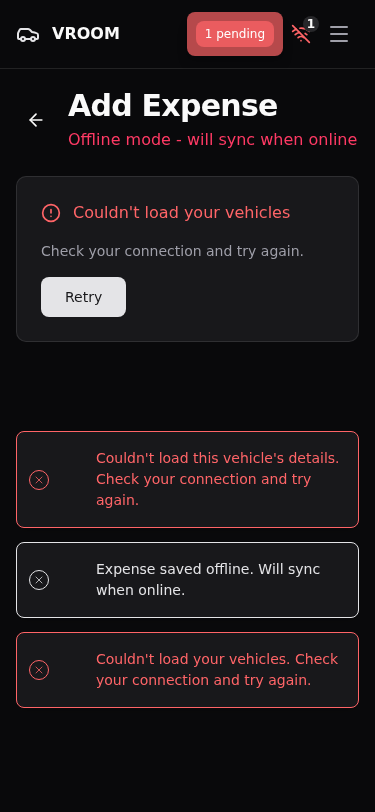 VROOM
1 pending
1
Add Expense
Offline mode - will sync when online
Couldn't load your vehicles
Check your connection and try again.
Retry
Couldn't load this vehicle's details.
Check your connection and try
again.
Expense saved offline. Will sync
when online.
Couldn't load your vehicles. Check
your connection and try again.